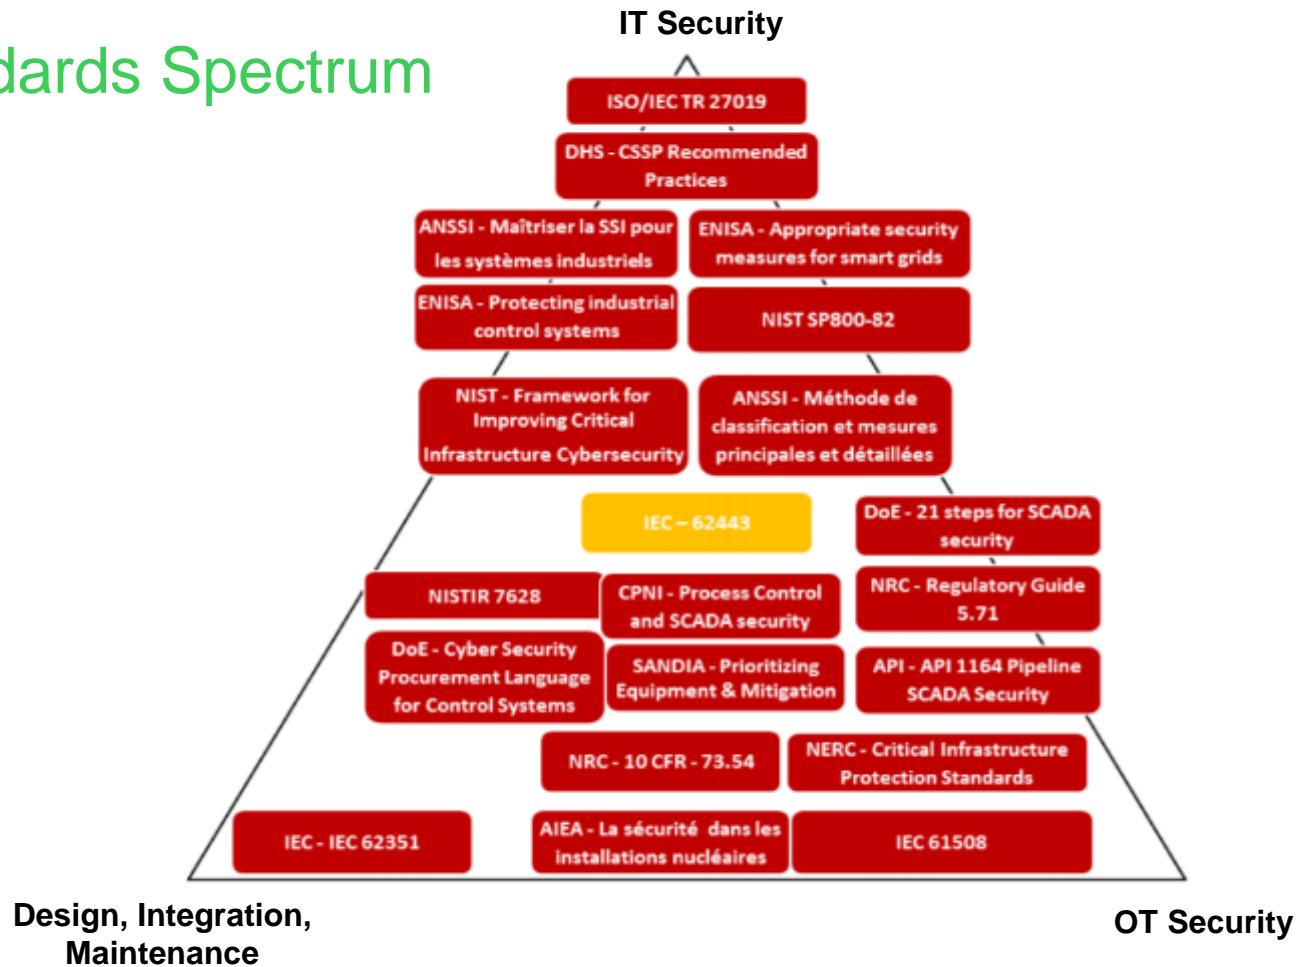 IT Security
dards Spectrum
ISO/IEC TR 27019
DHS - CSSP Recommended
Practices
ANSSI - Maîtriser la SSI pour
les systèmes industriels
ENISA - Appropriate security
measures for smart grids
ENISA - Protecting industrial
control systems
NIST SP800-82
NIST - Framework for
Improving Critical
Infrastructure Cybersecurity
ANSSI - Méthode de
classification et mesures
principales et détaillées
IEC – 62443
DoE - 21 steps for SCADA
security
NISTIR 7628
CPNI - Process Control
and SCADA security
NRC - Regulatory Guide
5.71
DoE - Cyber Security
Procurement Language
for Control Systems
SANDIA - Prioritizing
Equipment & Mitigation
API - API 1164 Pipeline
SCADA Security
NRC - 10 CFR - 73.54
NERC - Critical Infrastructure
Protection Standards
IEC - IEC 62351
AIEA - La sécurité dans les
installations nucléaires
IEC 61508
Design, Integration,
Maintenance
OT Security